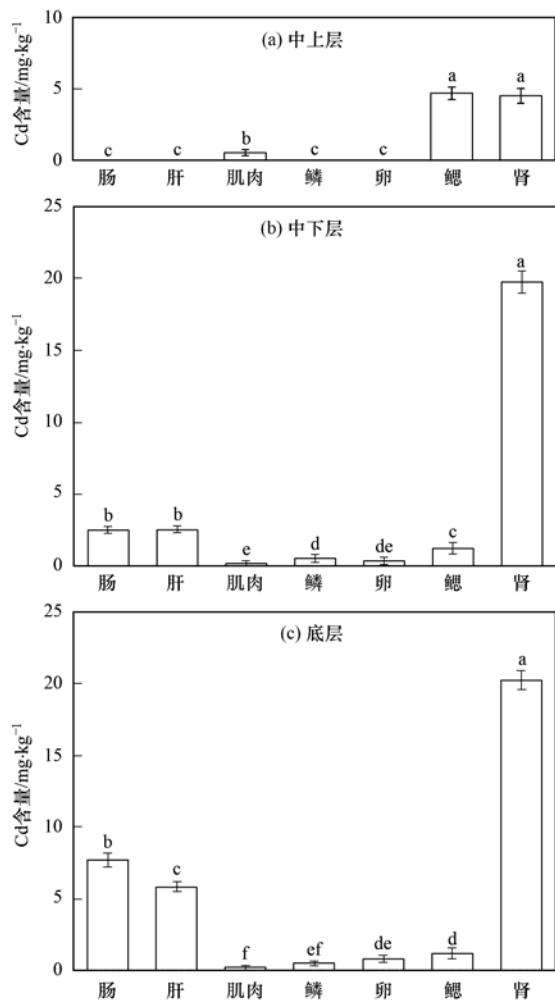 10
(a) 中上层
a
a
5
Cd含量/mg·kg⁻¹
b
c
c
c
c
0
肠 肝 肌肉 鳞 卵 鳃 肾
25
(b) 中下层
a
20
15
Cd含量/mg·kg⁻¹
10
5
b
b
c
d
de
e
0
肠 肝 肌肉 鳞 卵 鳃 肾
25
(c) 底层
a
20
15
Cd含量/mg·kg⁻¹
10
b
c
5
d
de
ef
f
0
肠 肝 肌肉 鳞 卵 鳃 肾